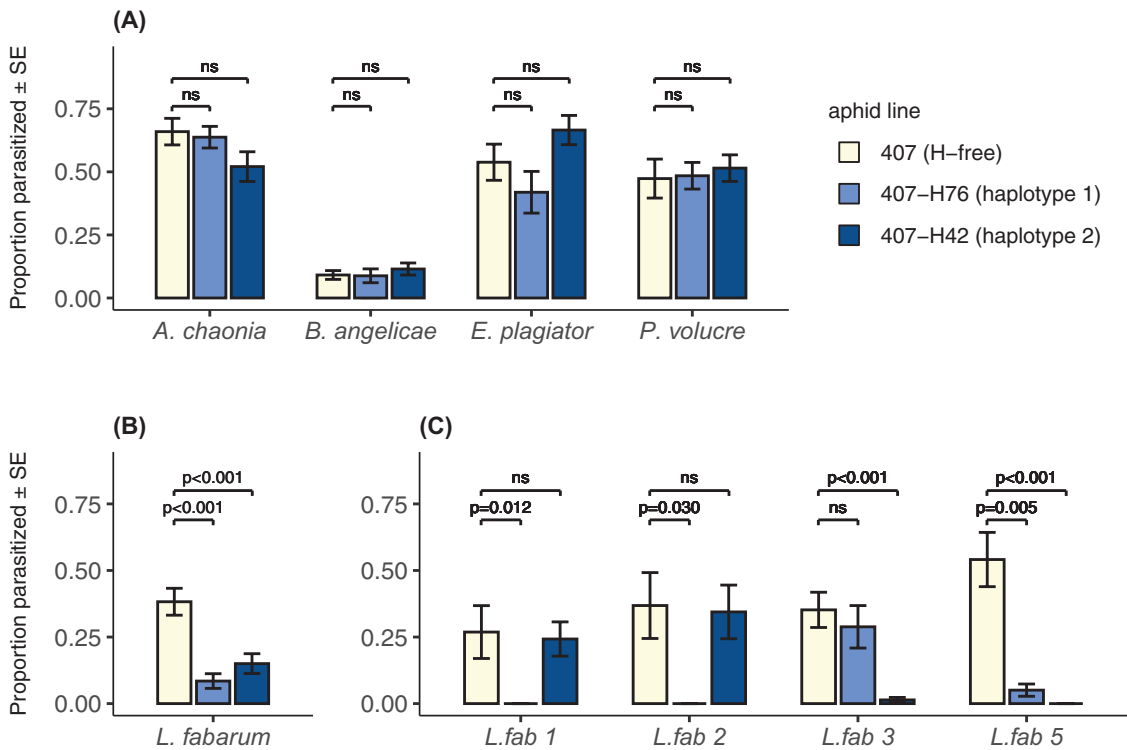 (A)
Proportion parasitized ± SE
0.75
0.50
0.25
0.00
ns ns ns ns
ns ns ns ns
A. chaonia B. angelicae E. plagiator P. volucre
aphid line
407 (H−free)
407−H76 (haplotype 1)
407−H42 (haplotype 2)
(B)
Proportion parasitized ± SE
0.75
0.50
0.25
0.00
p<0.001
p<0.001
L. fabarum
(C)
0.75
0.50
0.25
0.00
ns ns p<0.001 p<0.001
p=0.012 p=0.030 ns p=0.005
L.fab 1 L.fab 2 L.fab 3 L.fab 5